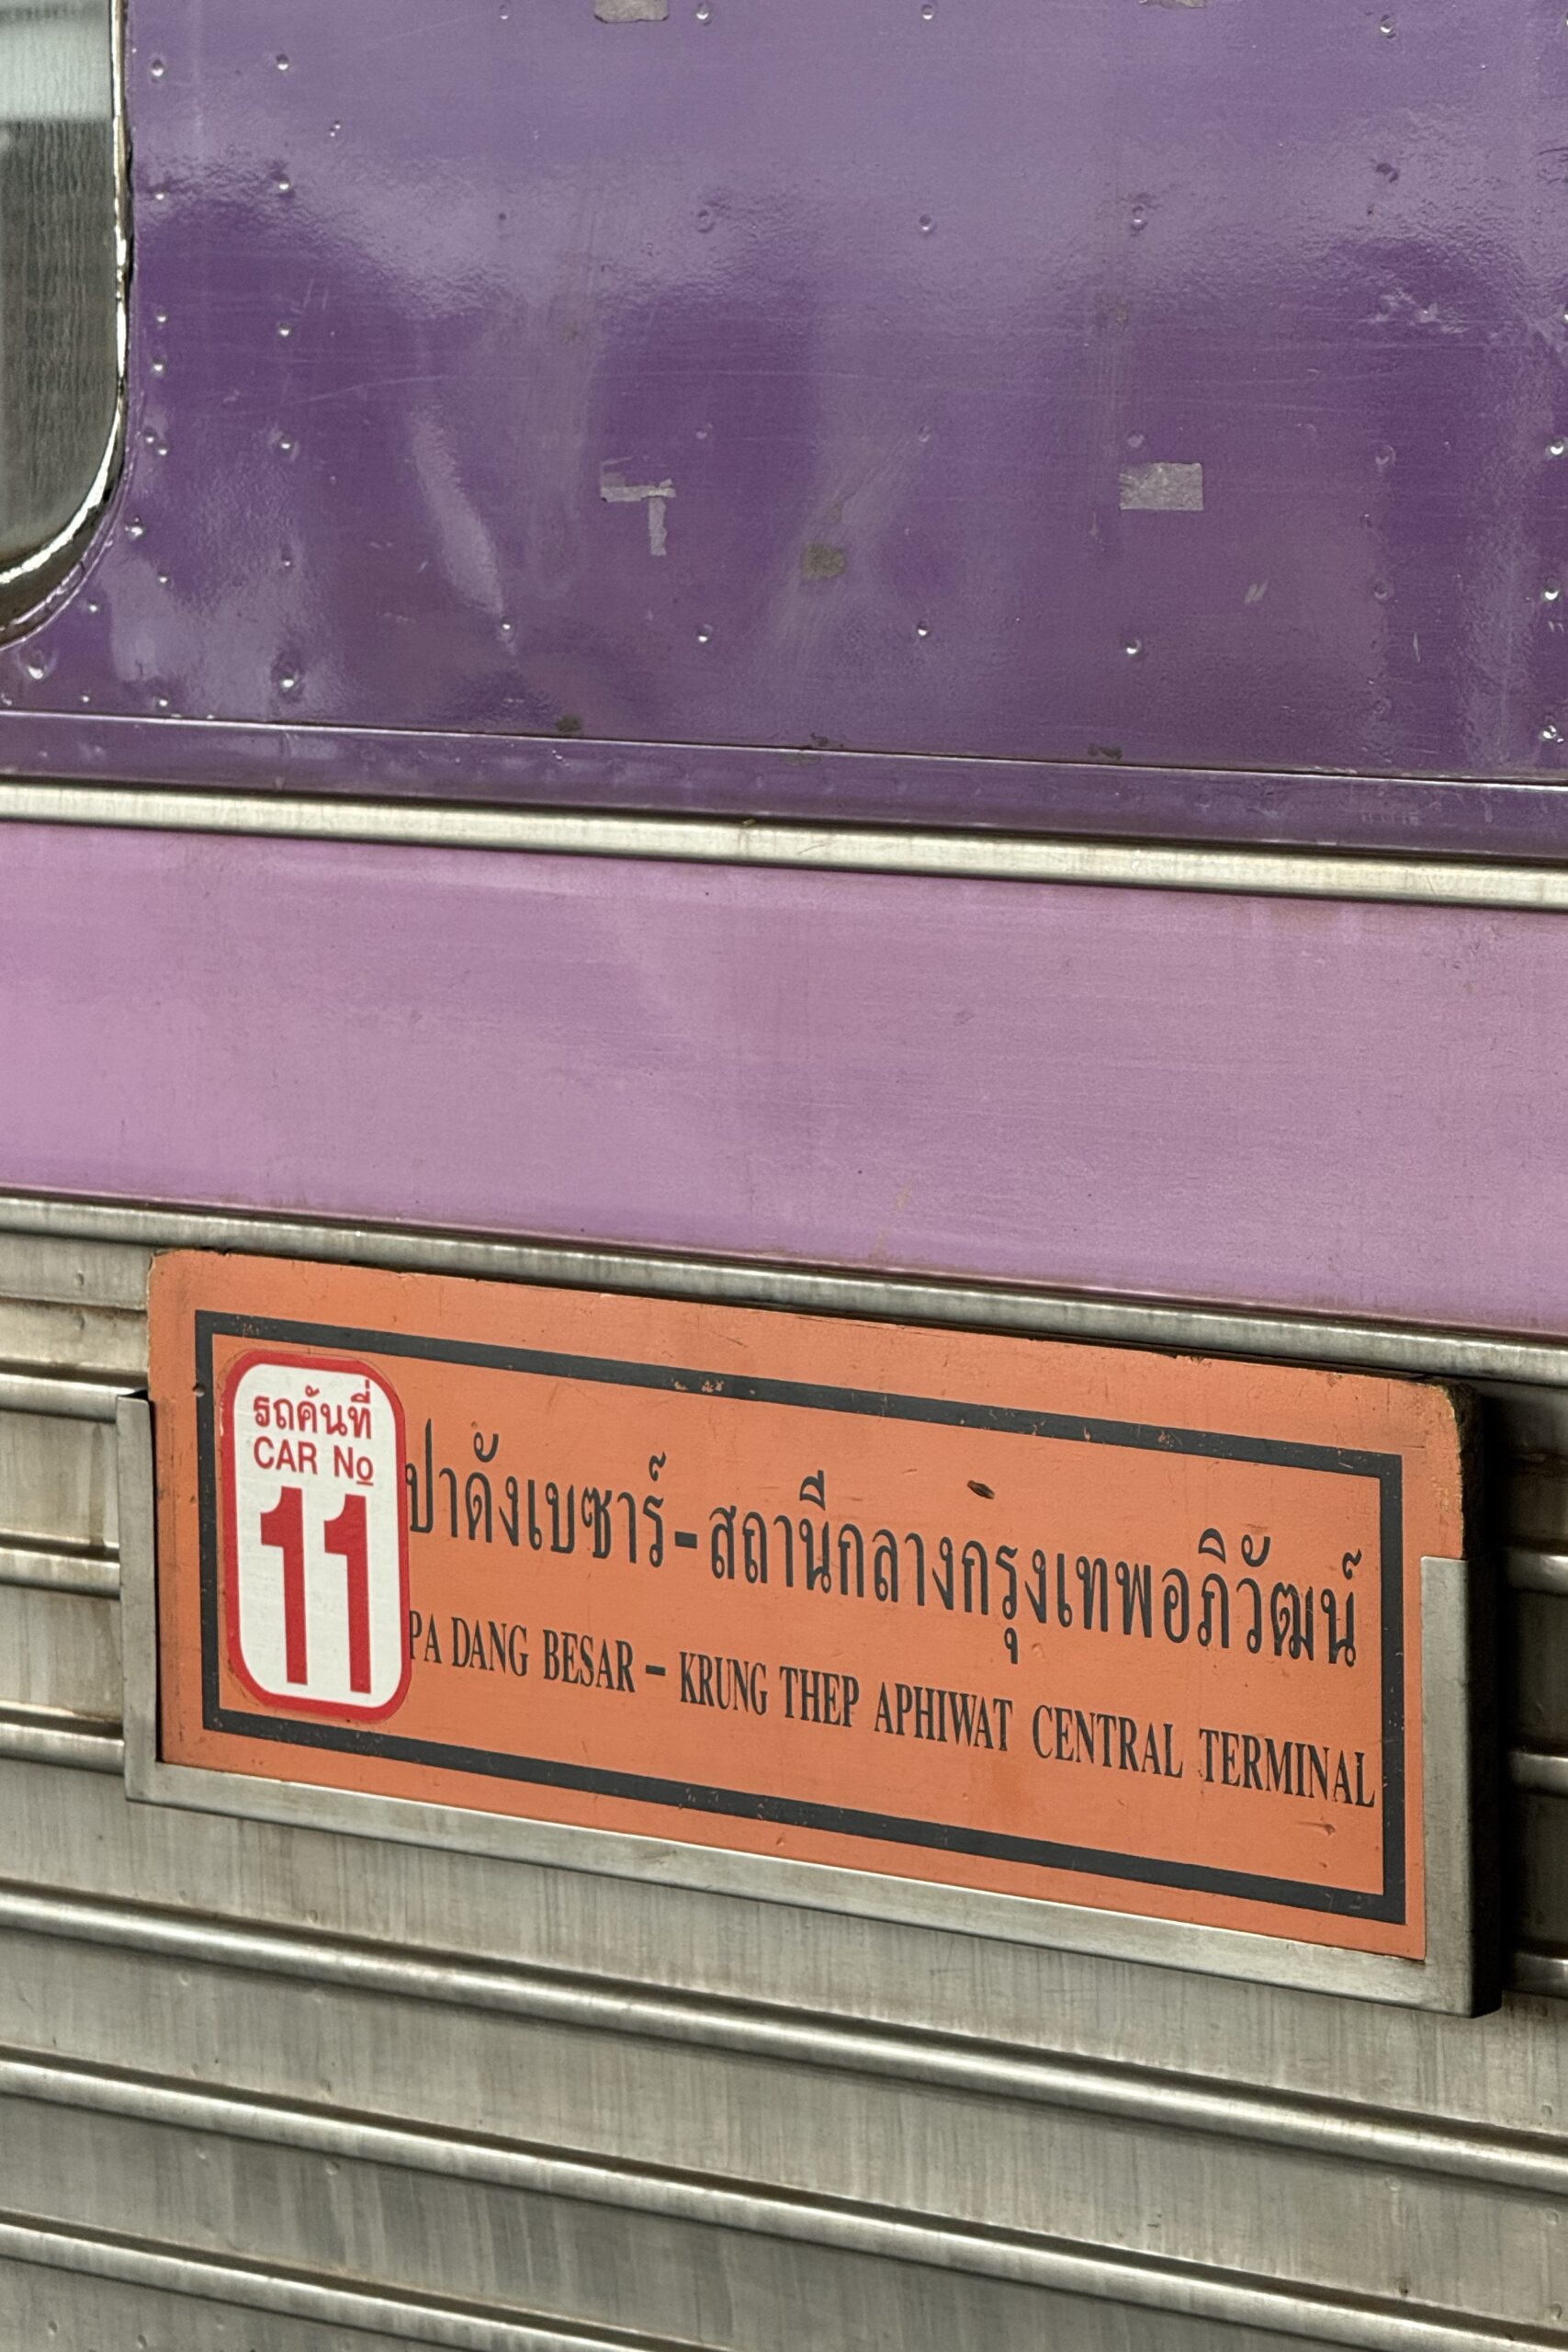 รถคันที่
CAR No
11
ปาดังเบซาร์-สถานีกลางกรุงเทพอภิวัฒน์
PA DANG BESAR - KRUNG THEP APHIWAT CENTRAL TERMINAL